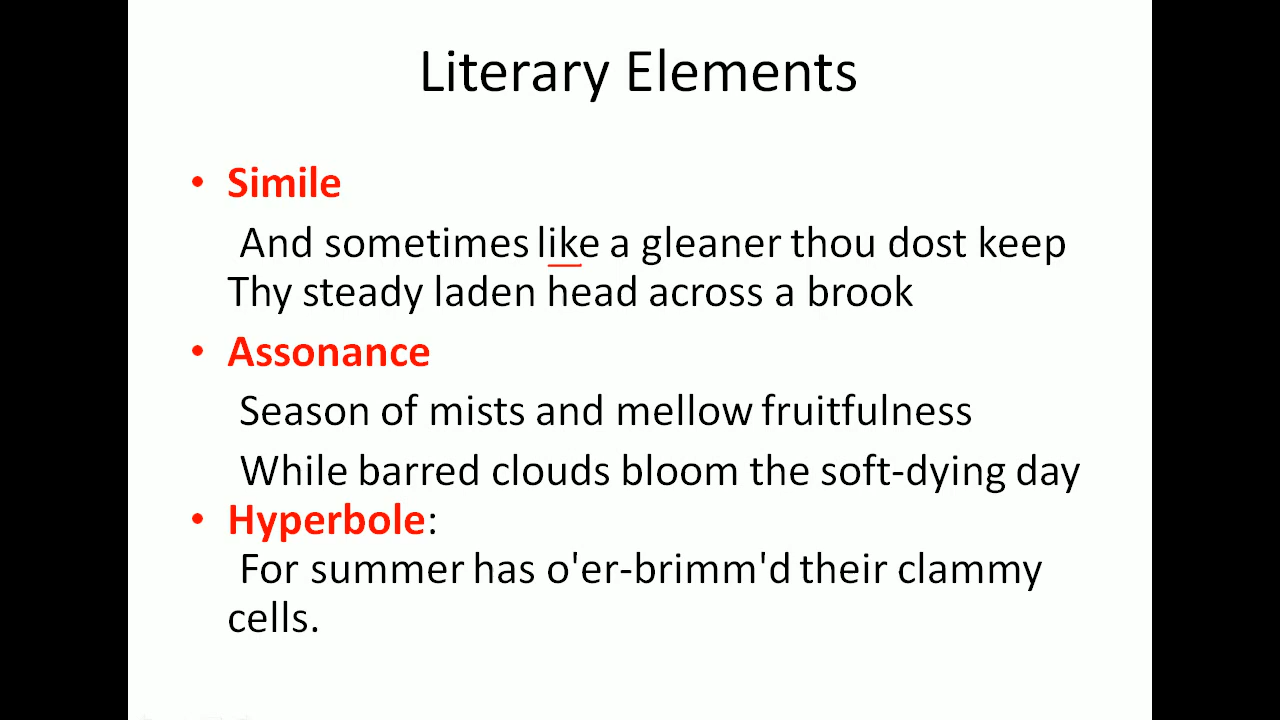 Literary Elements
• Simile
And sometimes like a gleaner thou dost keep
Thy steady laden head across a brook
• Assonance
Season of mists and mellow fruitfulness
While barred clouds bloom the soft-dying day
• Hyperbole:
For summer has o'er-brimm'd their clammy
cells.